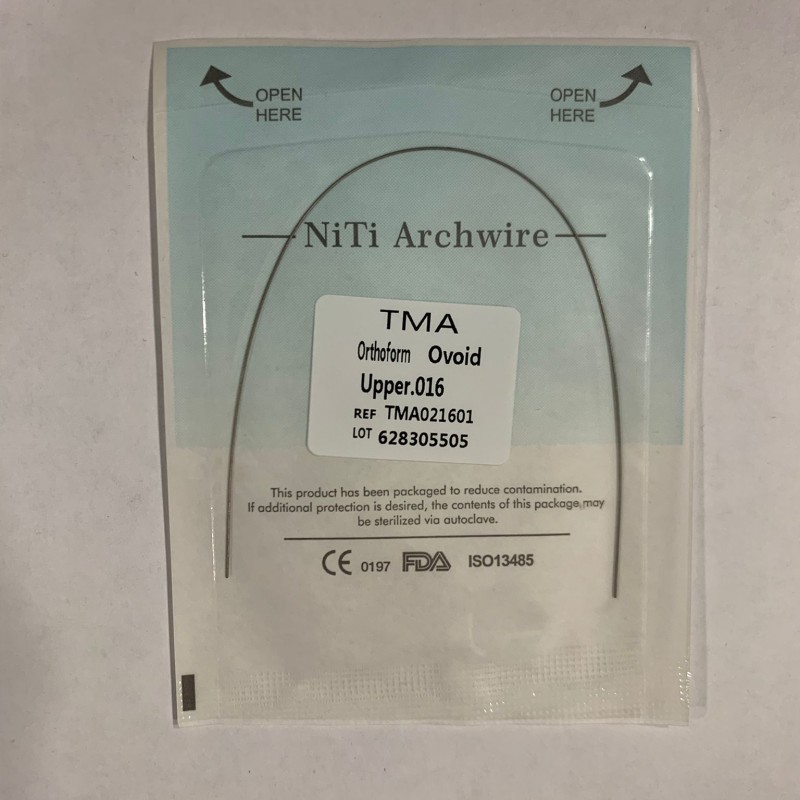 OPEN HERE
OPEN HERE
NiTi Archwire
TMA
Orthoform Ovoid
Upper.016
REF TMA021601
LOT 628305505
This product has been packaged to reduce contamination.
If additional protection is desired, the contents of this package may
be sterilized via autoclave.
CE 0197 FDA ISO13485